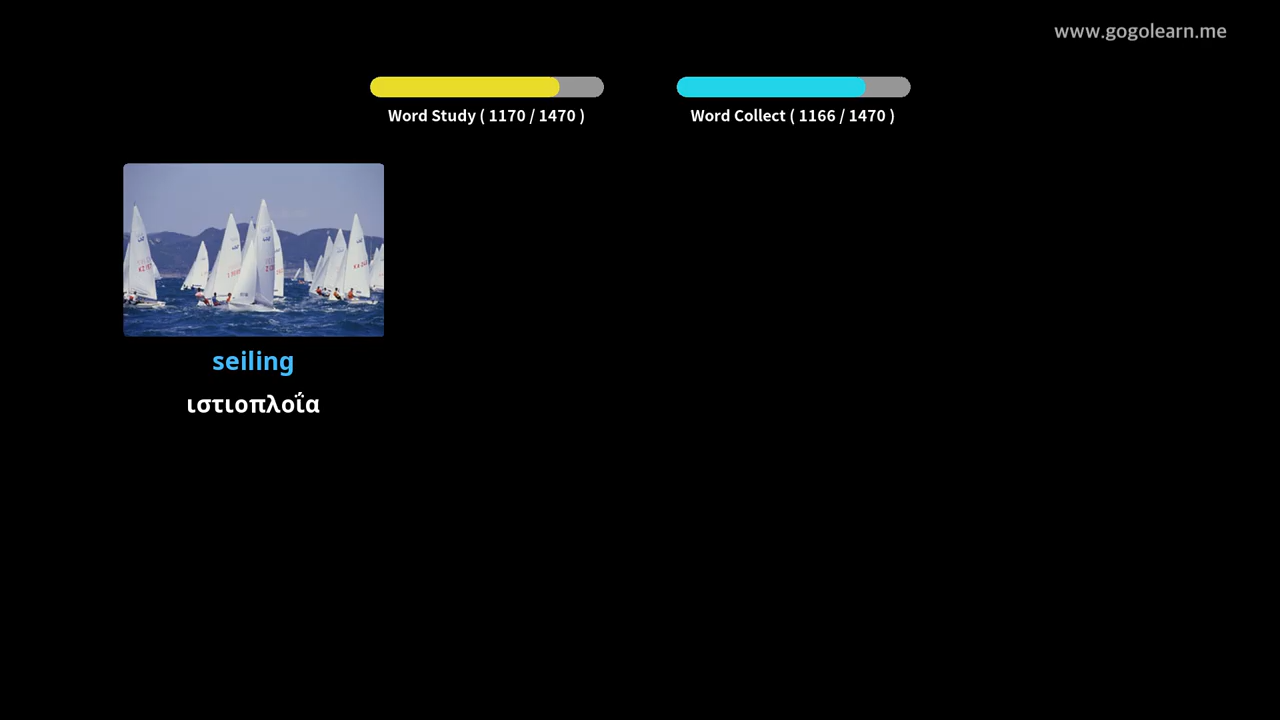 www.gogolearn.me
Word Study ( 1170 / 1470 )
Word Collect ( 1166 / 1470 )
seiling
ιστιοπλοΐα